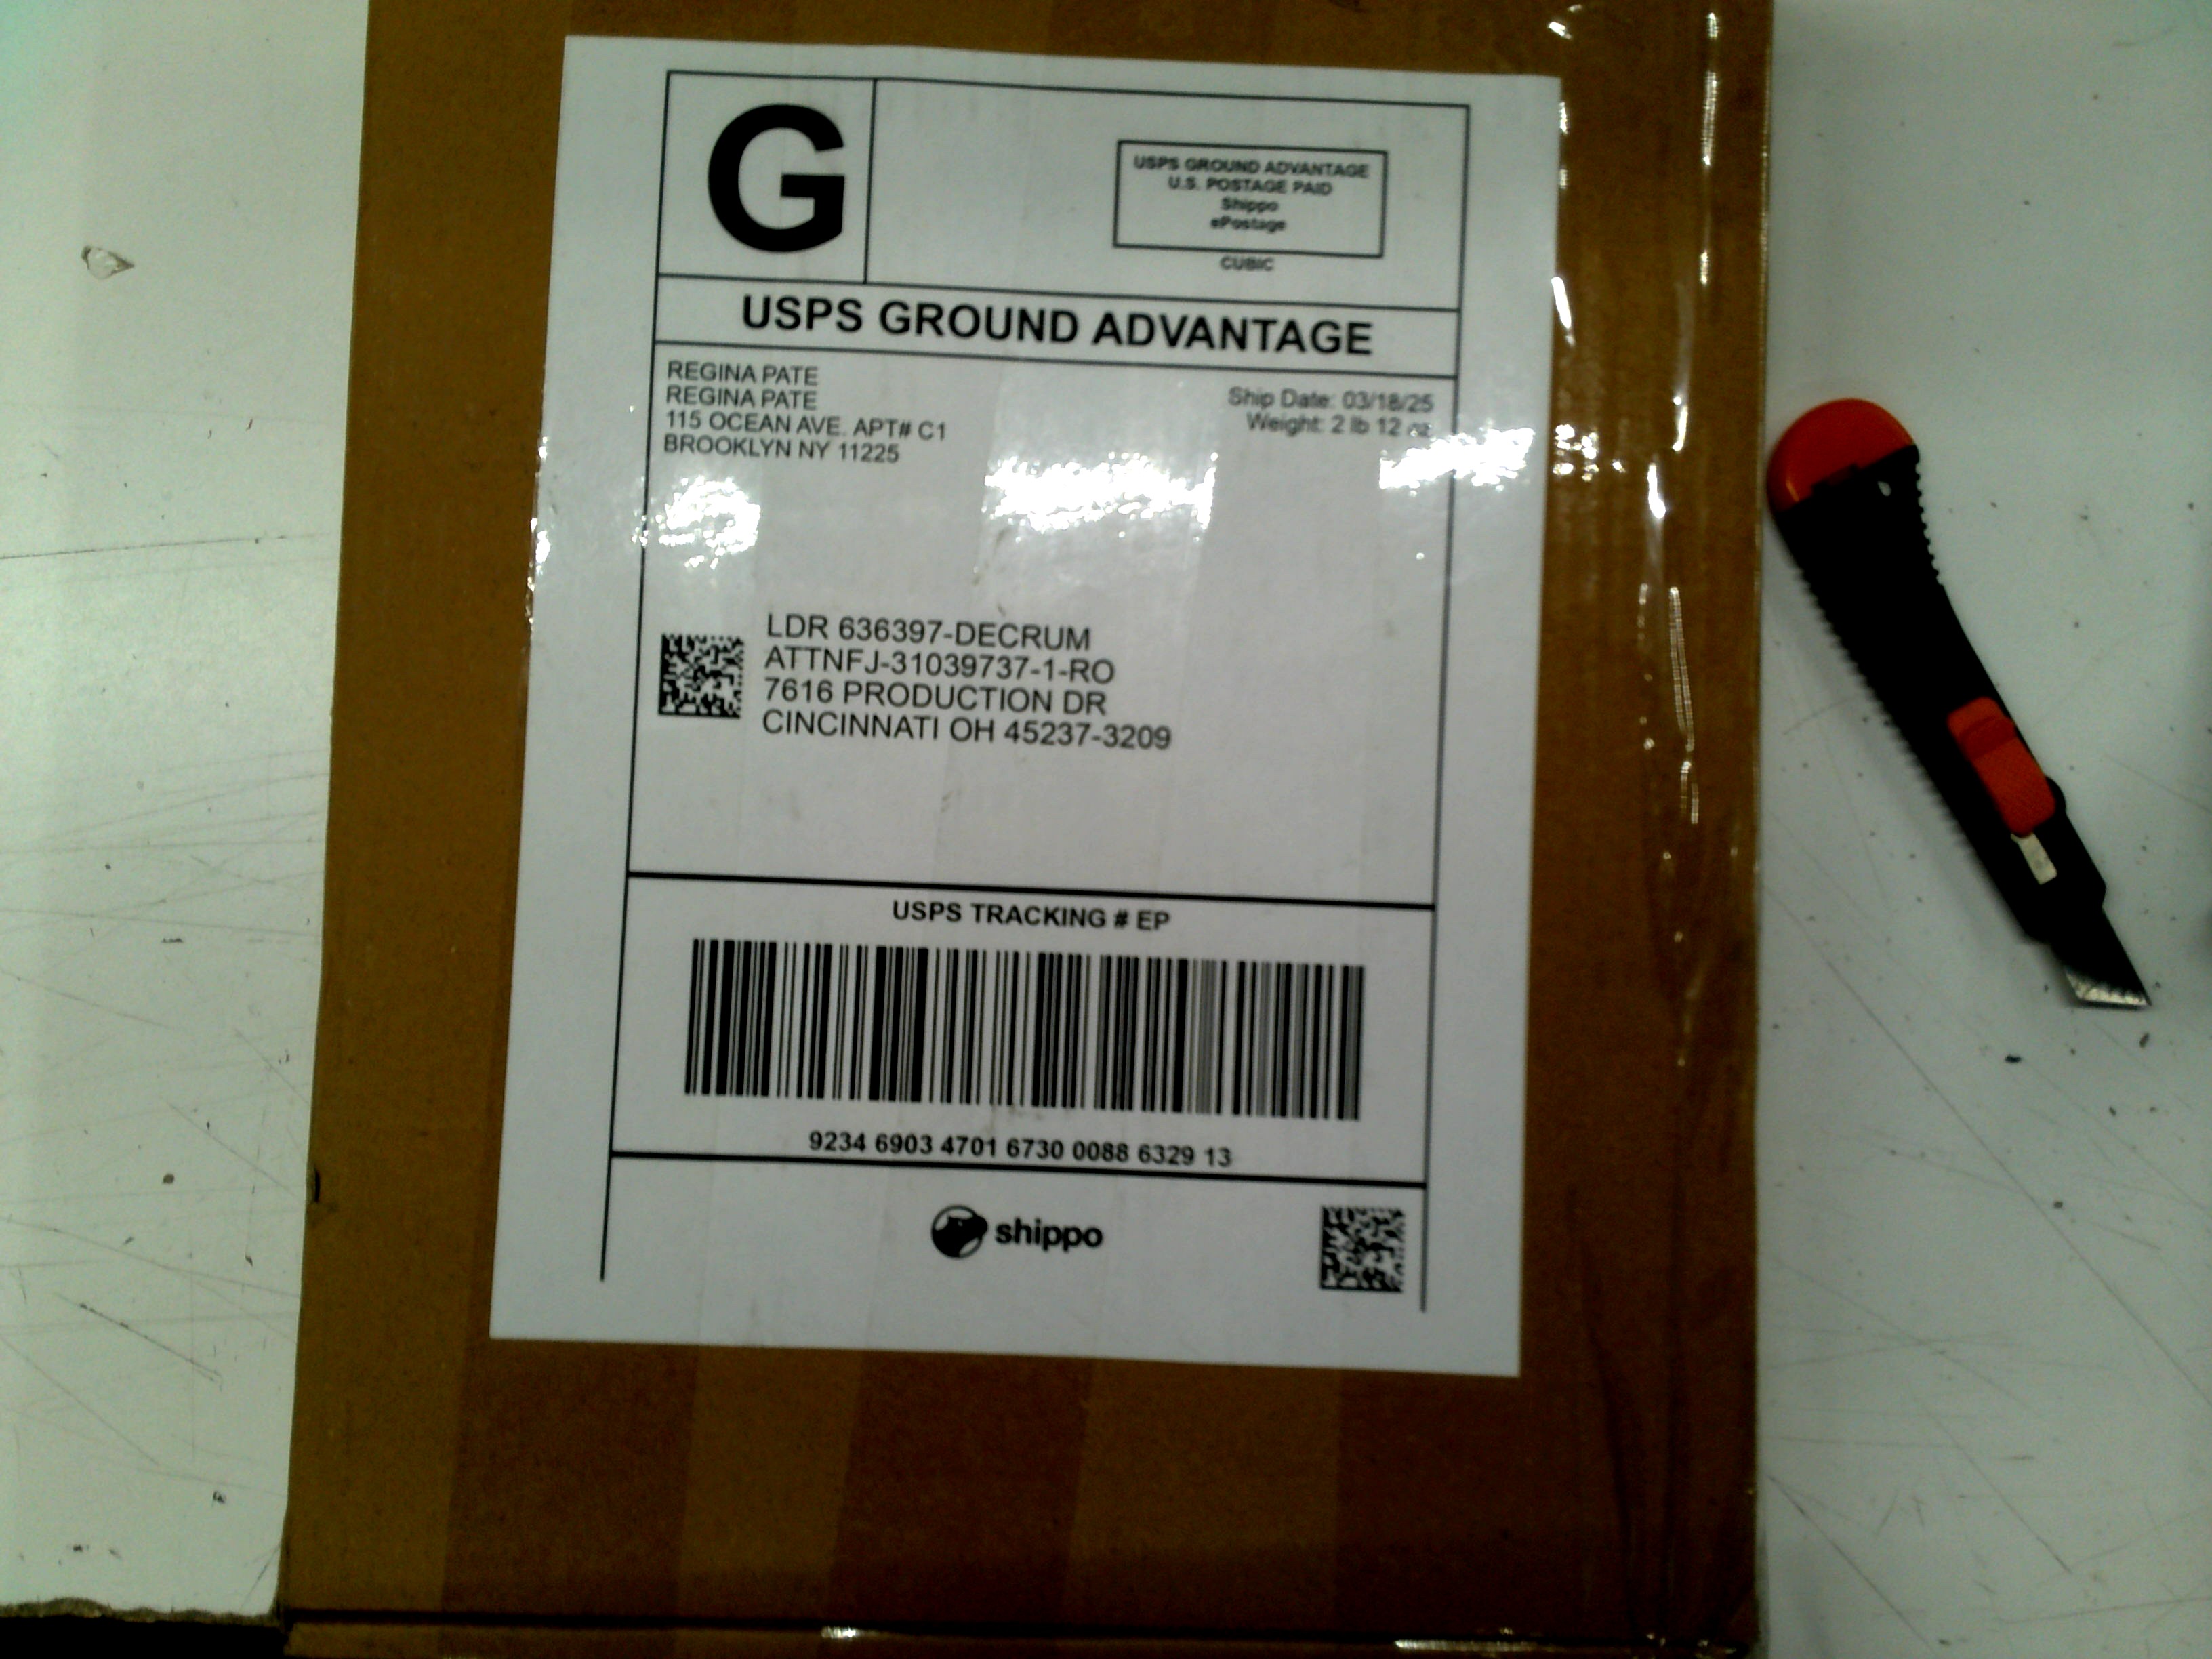 G
USPS GROUND ADVANTAGE
U.S. POSTAGE PAID
Shippo
ePostage
CUBIC
USPS GROUND ADVANTAGE
REGINA PATE
REGINA PATE
115 OCEAN AVE. APT# C1
BROOKLYN NY 11225
Ship Date: 03/18/25
Weight: 2 lb 12 oz
LDR 636397-DECRUM
ATTNFJ-31039737-1-RO
7616 PRODUCTION DR
CINCINNATI OH 45237-3209
USPS TRACKING # EP
9234 6903 4701 6730 0088 6329 13
shippo